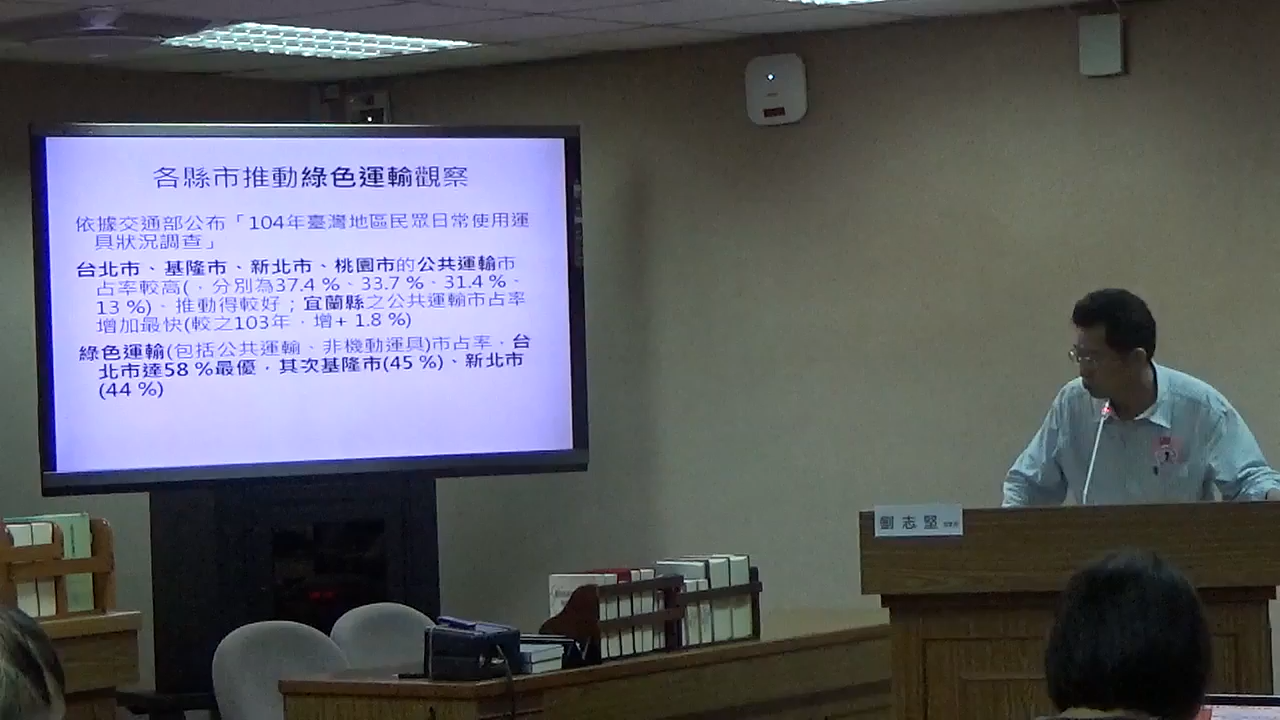 各縣市推動綠色運輸觀察
依據交通部公布「104年臺灣地區民眾日常使用運
具狀況調查」
台北市、基隆市、新北市、桃園市的公共運輸市
占率較高(，分別為37.4 %、33.7 %、31.4 %、
13 %)、推動得較好；宜蘭縣之公共運輸市占率
增加最快(較之103年，增+ 1.8 %)
綠色運輸(包括公共運輸、非機動運具)市占率，台
北市達58 %最優，其次基隆市(45 %)、新北市
(44 %)
劉志堅